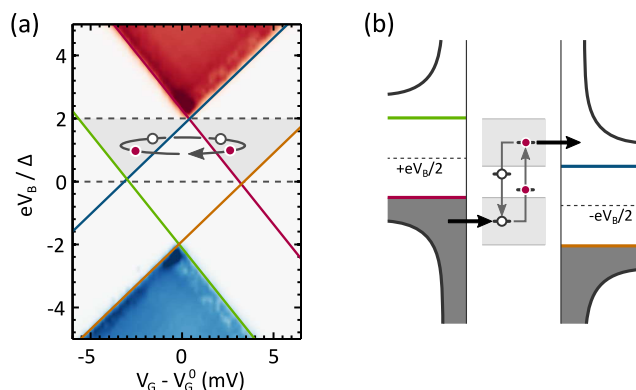 (a)
(b)
4
2
0
-2
-4
eV_B / Δ
-5
0
5
V_G - V_G^0 (mV)
+eV_B/2
-eV_B/2